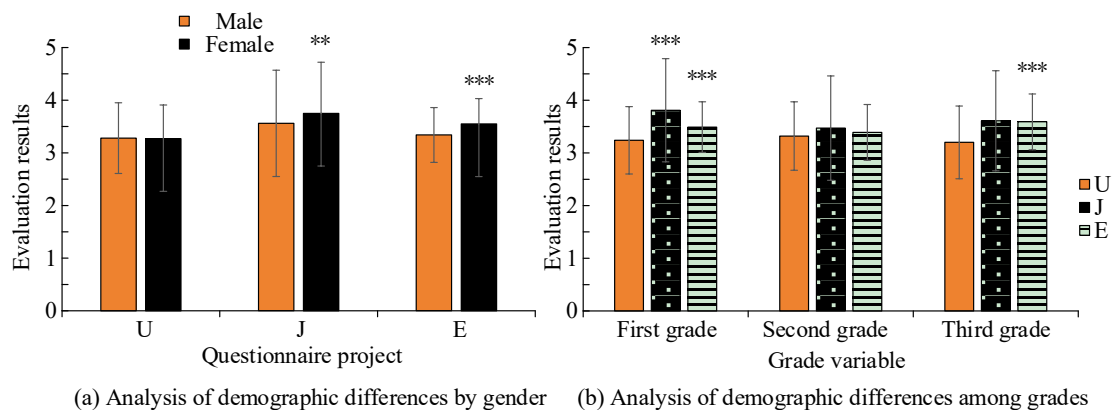 Male
Female
**
***
5
4
3
2
1
0
Evaluation results
U
J
E
Questionnaire project
(a) Analysis of demographic differences by gender
***
***
***
5
4
3
2
1
0
Evaluation results
U
J
E
First grade
Second grade
Third grade
Grade variable
(b) Analysis of demographic differences among grades